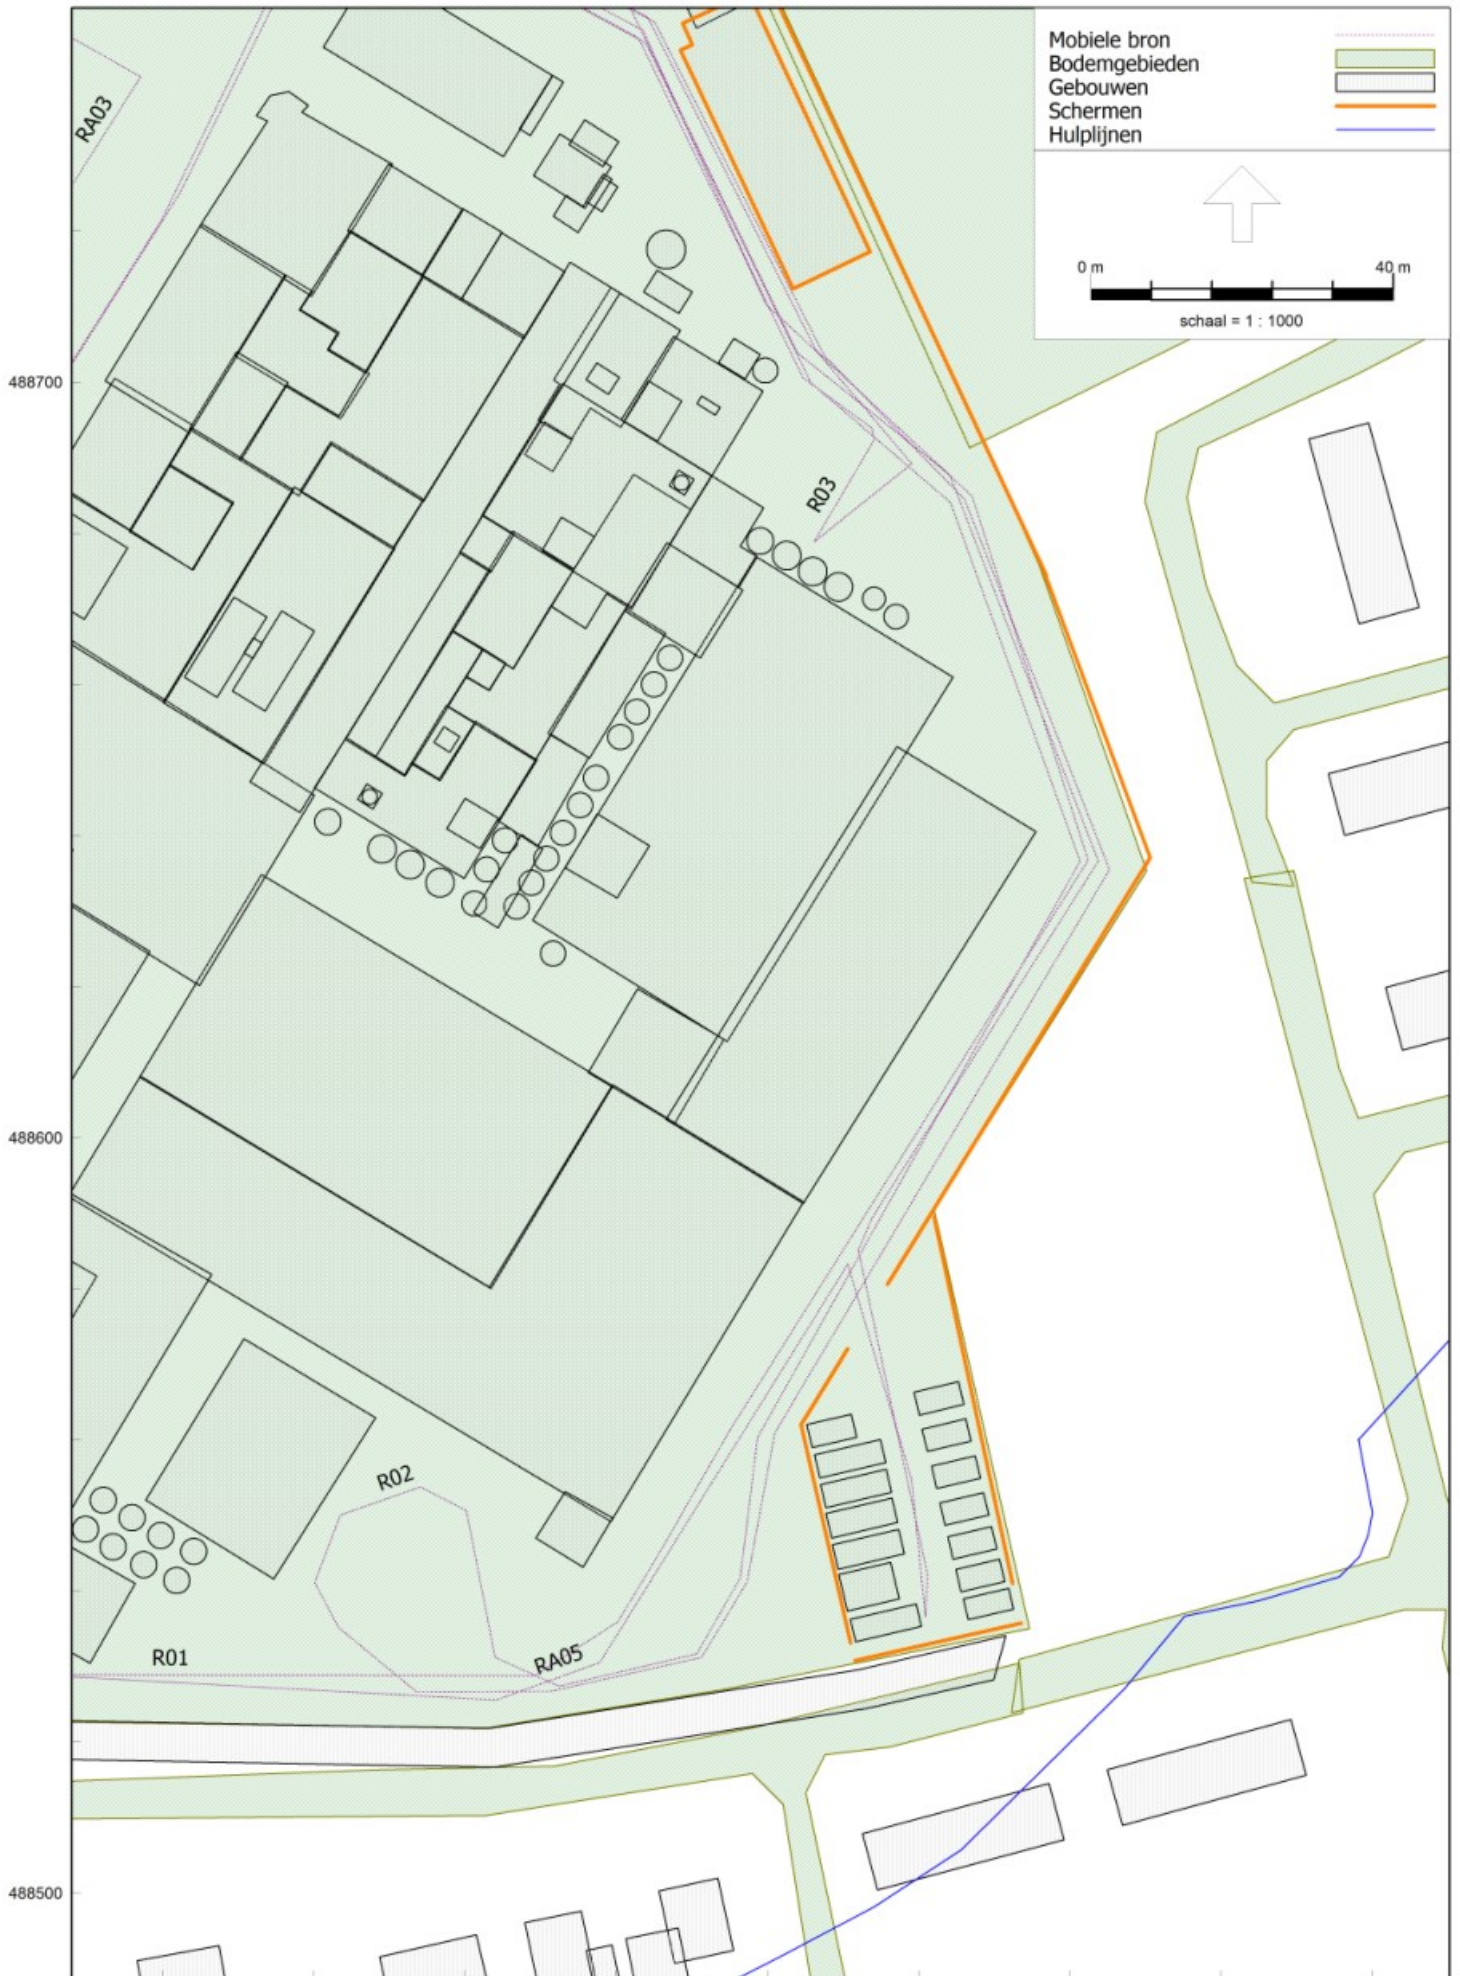 Mobiele bron
Bodemgebieden
Gebouwen
Schermen
Hulplijnen
0 m 40 m
schaal = 1 : 1000
RA03
488700
R03
488600
R02
R01
RA05
488500